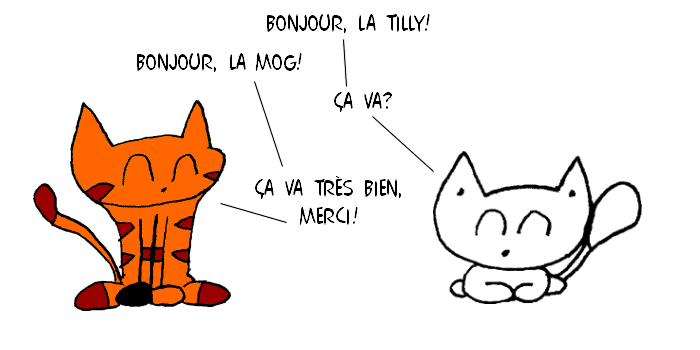 BONJOUR, LA TILLY!
BONJOUR, LA MOG!
ÇA VA?
ÇA VA TRÈS BIEN,
MERCI!